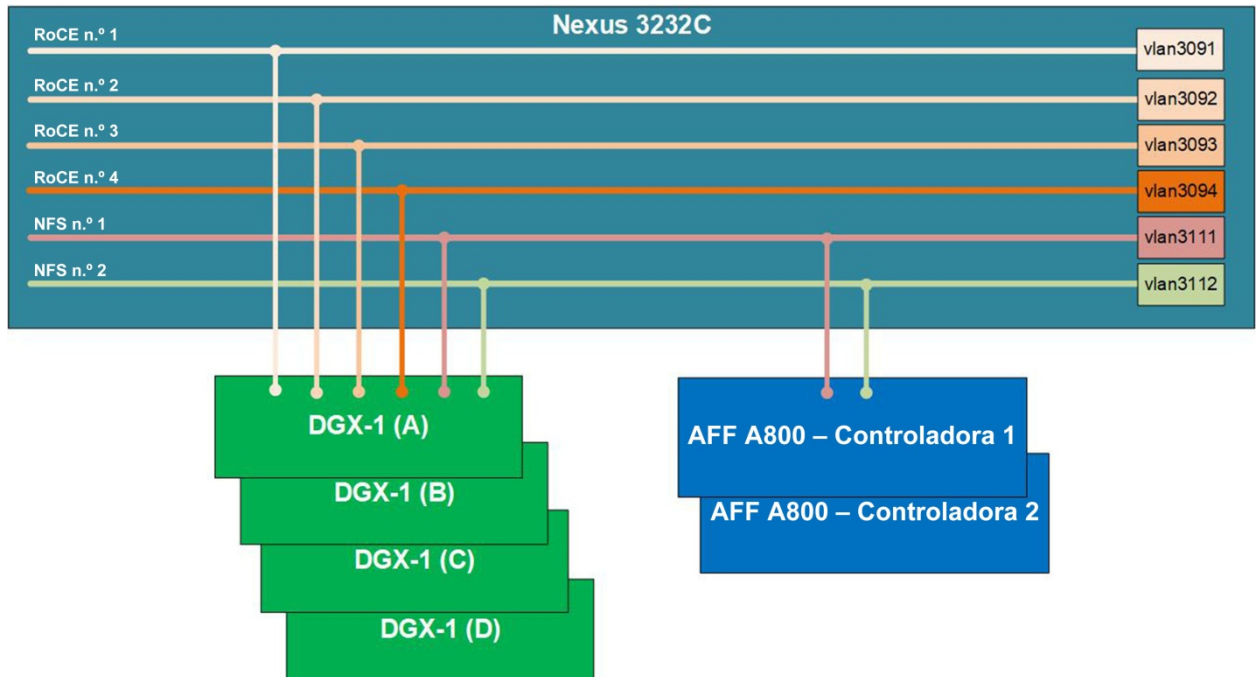 Nexus 3232C
RoCE n.º 1
vlan3091
RoCE n.º 2
vlan3092
RoCE n.º 3
vlan3093
RoCE n.º 4
vlan3094
NFS n.º 1
vlan3111
NFS n.º 2
vlan3112
DGX-1 (A)
DGX-1 (B)
DGX-1 (C)
DGX-1 (D)
AFF A800 – Controladora 1
AFF A800 – Controladora 2